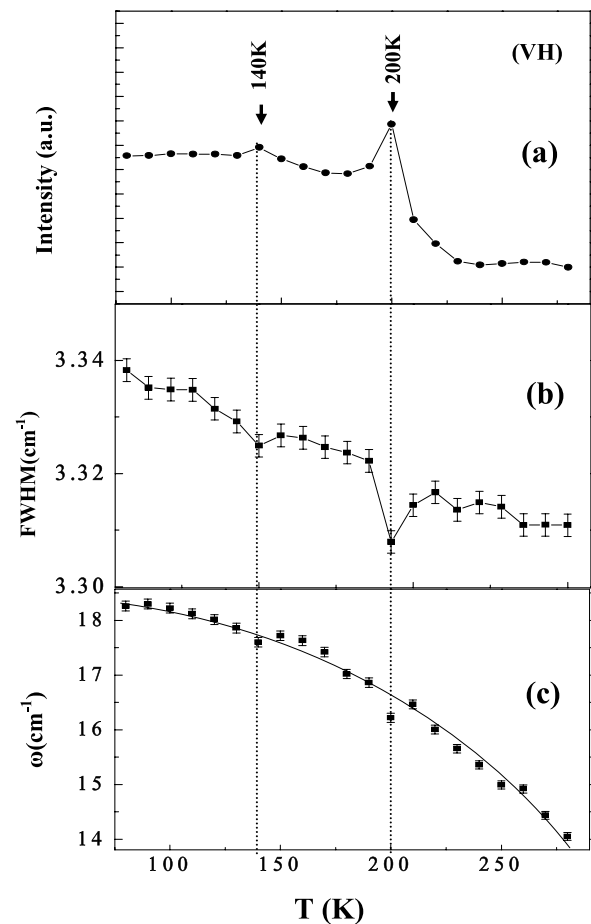 140K
200K
(VH)
(a)
Intensity (a.u.)
3.34
3.32
3.30
(b)
FWHM(cm⁻¹)
18
17
16
15
14
(c)
ω(cm⁻¹)
100
150
200
250
T (K)